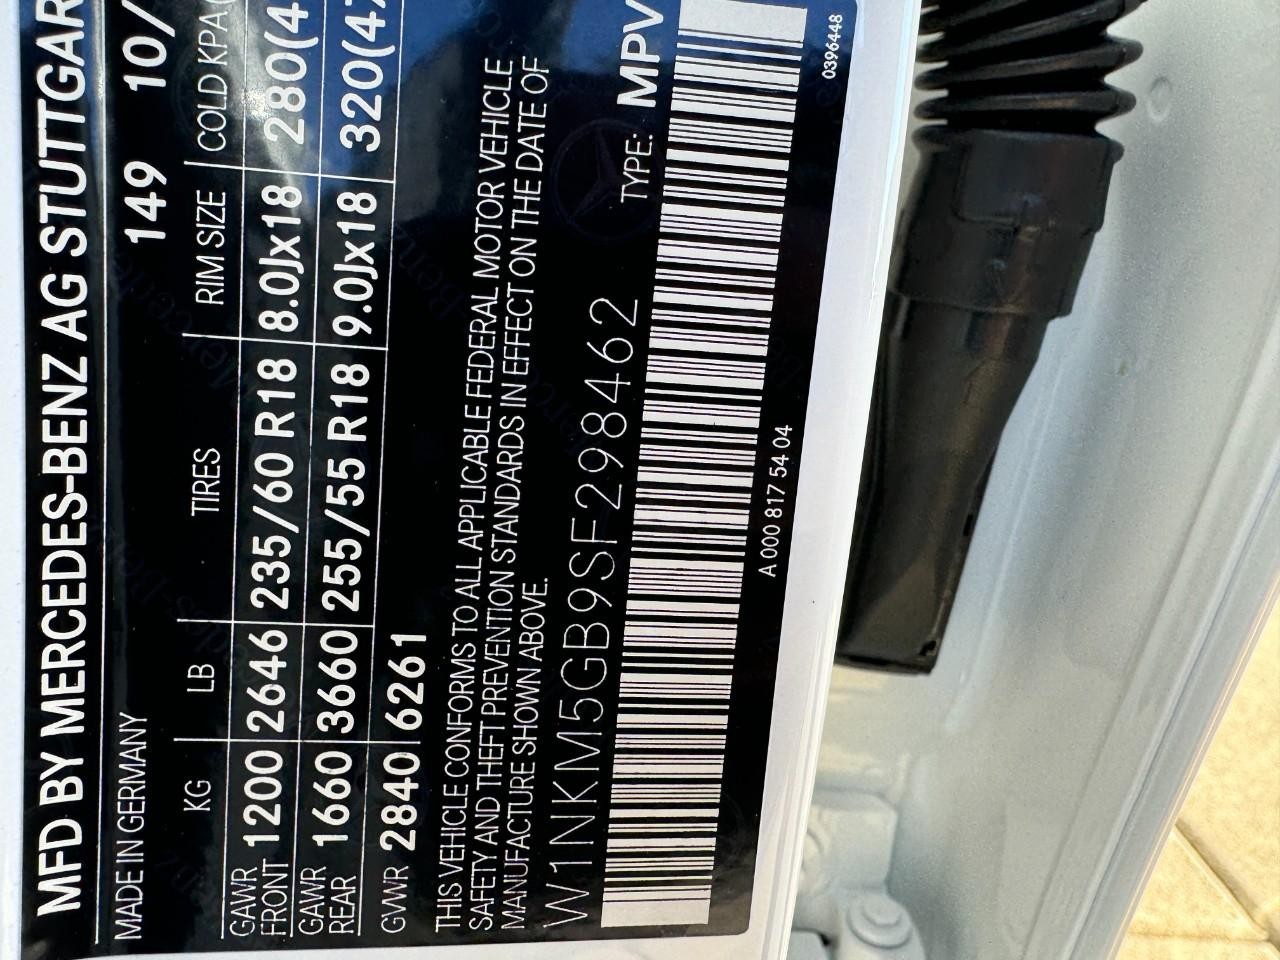 MFD BY MERCEDES-BENZ AG STUTTGAR
MADE IN GERMANY 149 10/
KG LB TIRES RIM SIZE COLD KPA(
GAWR FRONT 1200 2646 235/60 R18 8.0Jx18 280(4
GAWR REAR 1660 3660 255/55 R18 9.0Jx18 320(47
GVWR 2840 6261
THIS VEHICLE CONFORMS TO ALL APPLICABLE FEDERAL MOTOR VEHICLE
SAFETY AND THEFT PREVENTION STANDARDS IN EFFECT ON THE DATE OF
MANUFACTURE SHOWN ABOVE.
W1NKM5GB9SF298462 TYPE: MPV
A 000 817 54 04
0396448